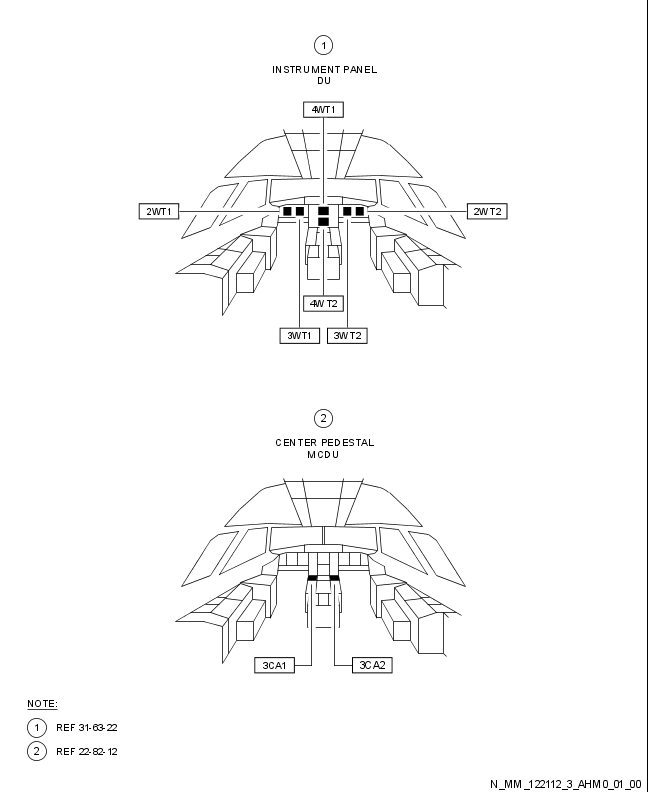 1
INSTRUMENT PANEL
DU
4WT1
2WT1
2WT2
4WT2
3WT1
3WT2
2
CENTER PEDESTAL
MCDU
3CA1
3CA2
NOTE:
1 REF 31-63-22
2 REF 22-82-12
N_MM_122112_3_AHM0_01_00